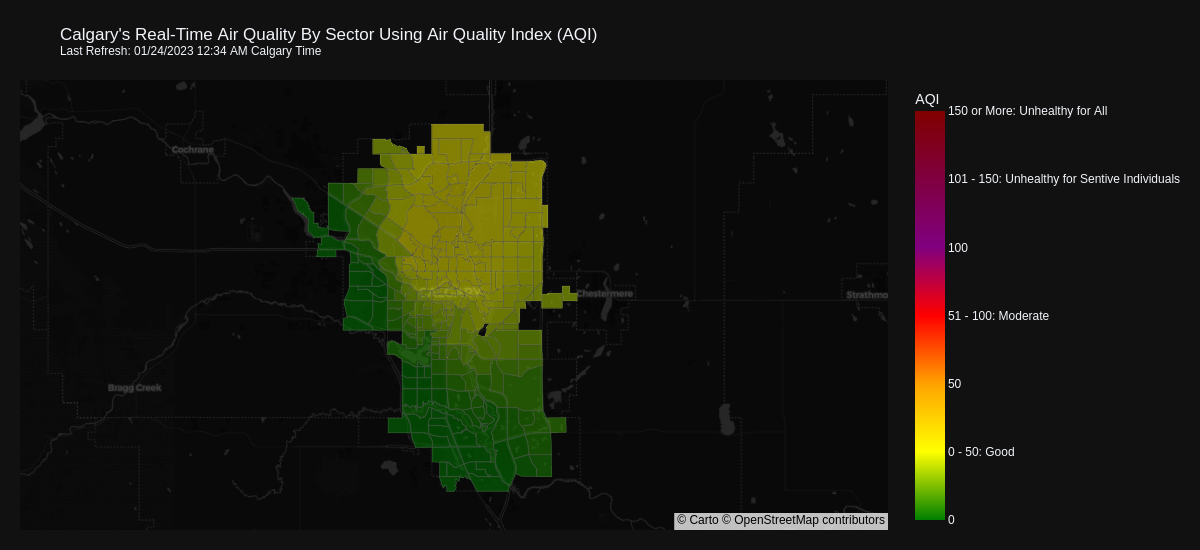 Calgary's Real-Time Air Quality By Sector Using Air Quality Index (AQI)
Last Refresh: 01/24/2023 12:34 AM Calgary Time
AQI
150 or More: Unhealthy for All
Cochrane
101 - 150: Unhealthy for Sentive Individuals
100
Chestermere
Strathmo
51 - 100: Moderate
50
Bragg Creek
0 - 50: Good
0
© Carto © OpenStreetMap contributors